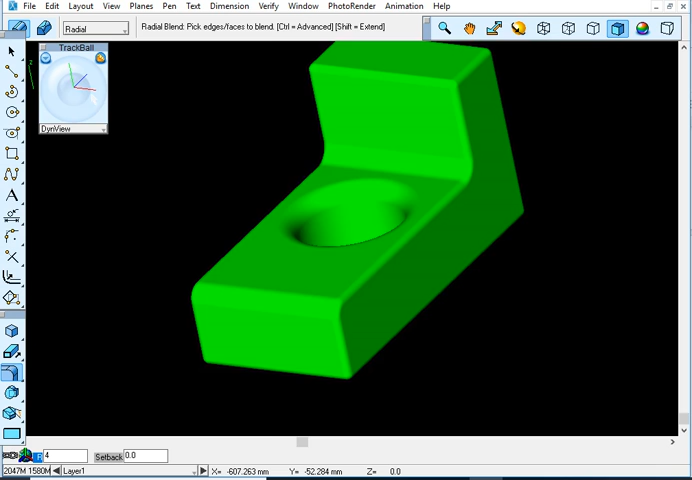 File Edit Layout View Planes Pen Text Dimension Verify Window PhotoRender Animation Help
Radial
Radial Blend: Pick edges/faces to blend. [Ctrl = Advanced] [Shift = Extend]
TrackBall
z
DynView
A
R 4 Setback 0.0
2047M 1580M Layer1 X= -607.263 mm Y= -52.284 mm Z= 0.0